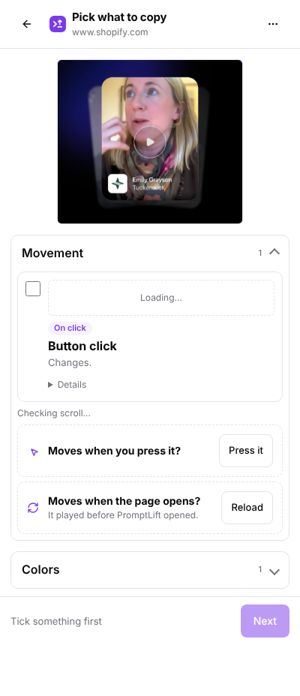 Pick what to copy
www.shopify.com
Emily Grayson
Tuckernuck
Movement
1
Loading...
On click
Button click
Changes.
Details
Checking scroll...
Moves when you press it?
Press it
Moves when the page opens?
It played before PromptLift opened.
Reload
Colors
1
Tick something first
Next